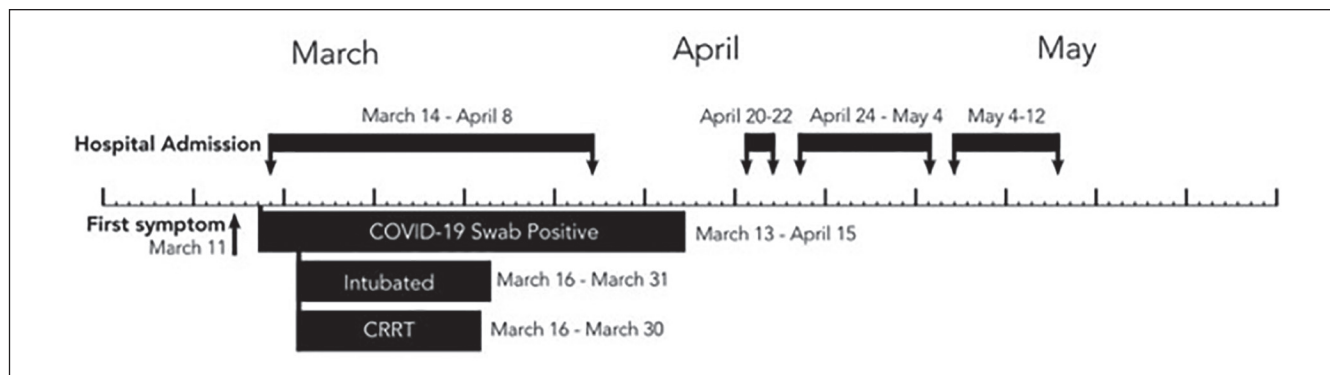 March April May
March 14 - April 8 April 20-22 April 24 - May 4 May 4-12
Hospital Admission
First symptom
March 11
COVID-19 Swab Positive March 13 - April 15
Intubated March 16 - March 31
CRRT March 16 - March 30